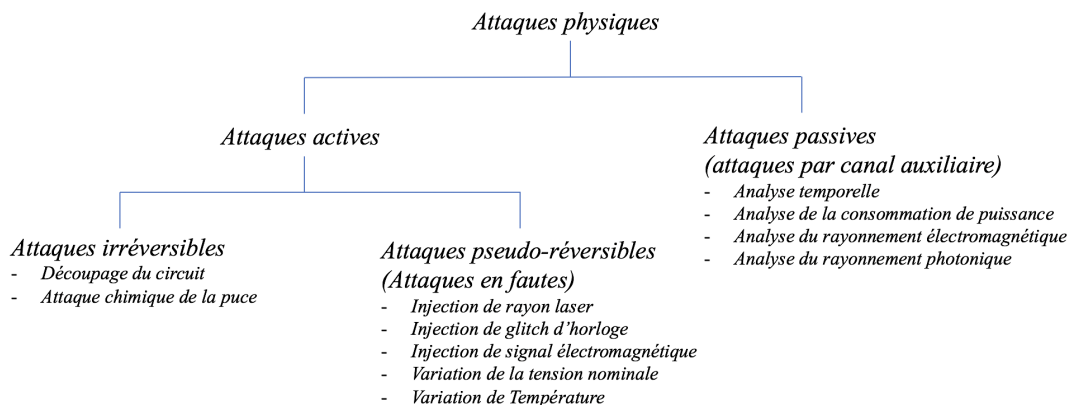 Attaques physiques
Attaques actives
Attaques irréversibles
- Découpage du circuit
- Attaque chimique de la puce
Attaques pseudo-réversibles
(Attaques en fautes)
- Injection de rayon laser
- Injection de glitch d’horloge
- Injection de signal électromagnétique
- Variation de la tension nominale
- Variation de Température
Attaques passives
(attaques par canal auxiliaire)
- Analyse temporelle
- Analyse de la consommation de puissance
- Analyse du rayonnement électromagnétique
- Analyse du rayonnement photonique